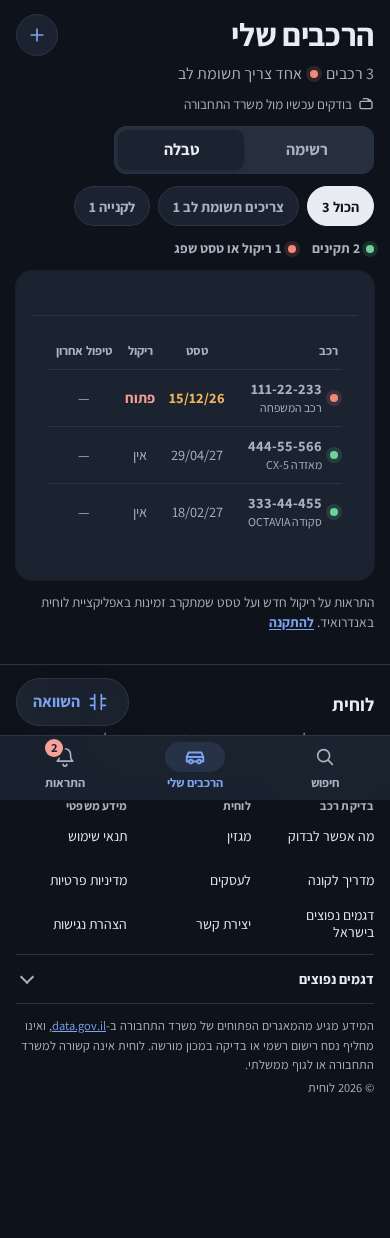 הרכבים שלי
3 רכבים אחד צריך תשומת לב
בודקים עכשיו מול משרד התחבורה
רשימה
טבלה
הכול 3
צריכים תשומת לב 1
לקנייה 1
2 תקינים
1 ריקול או טסט שפג
רכב טסט ריקול טיפול אחרון
111-22-233 15/12/26 פתוח —
רכב המשפחה
444-55-566 29/04/27 אין —
מאזדה CX-5
333-44-455 18/02/27 אין —
סקודה OCTAVIA
התראות על ריקול חדש ועל טסט שמתקרב זמינות באפליקציית לוחית
באנדרואיד. להתקנה
לוחית
השוואה
חיפוש
הרכבים שלי
התראות
2
בדיקת רכב
לוחית
מידע משפטי
מה אפשר לבדוק
מגזין
תנאי שימוש
מדריך לקונה
לעסקים
מדיניות פרטיות
דגמים נפוצים
בישראל
יצירת קשר
הצהרת נגישות
דגמים נפוצים
המידע מגיע מהמאגרים הפתוחים של משרד התחבורה ב-data.gov.il, ואינו
מחליף נסח רישום רשמי או בדיקה במכון מורשה. לוחית אינה קשורה למשרד
התחבורה או לגוף ממשלתי.
© 2026 לוחית